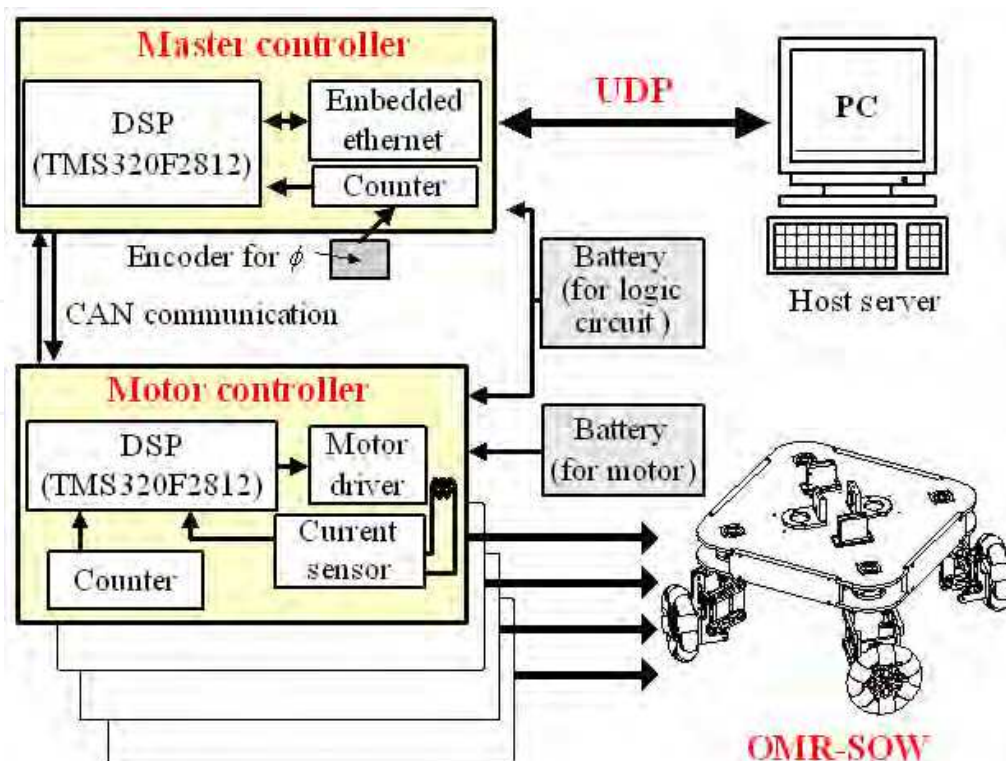 Master controller
DSP
(TMS320F2812)
Embedded
ethernet
Counter
Encoder for ϕ
UDP
PC
Host server
Battery
(for logic
circuit )
CAN communication
Motor controller
DSP
(TMS320F2812)
Motor
driver
Current
sensor
Counter
Battery
(for motor)
OMR-SOW